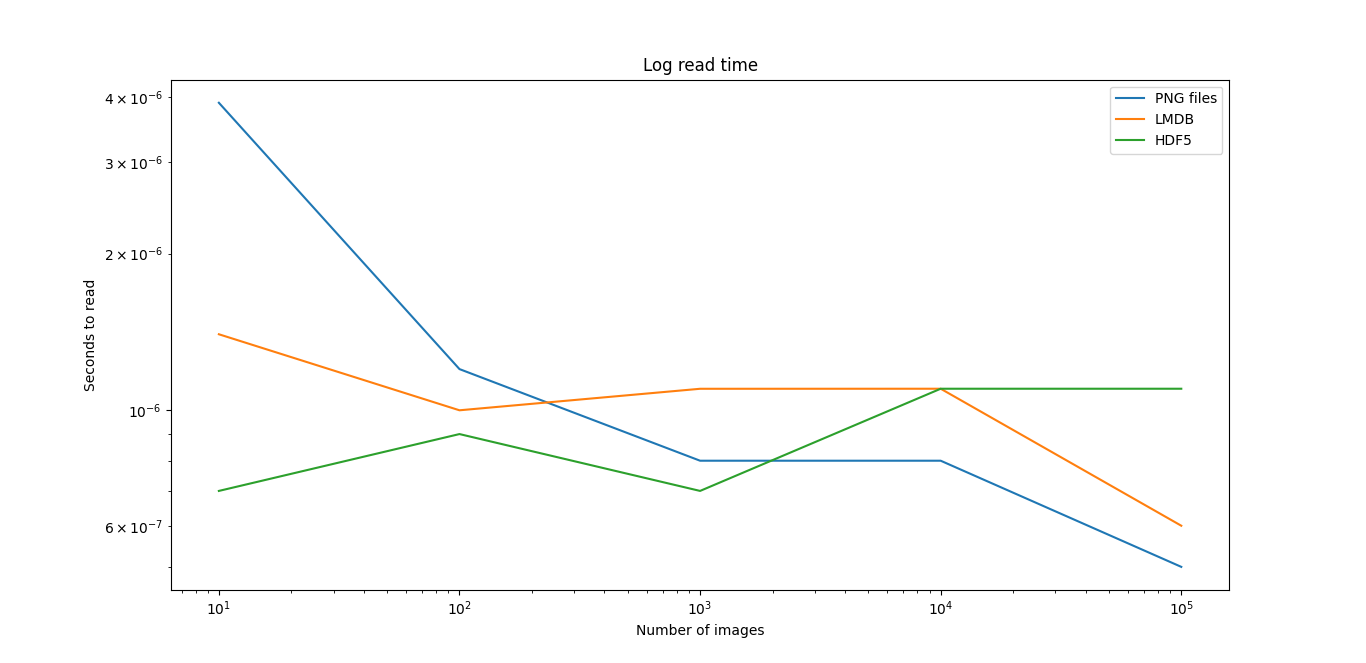 Log read time
4 × 10⁻⁶
3 × 10⁻⁶
2 × 10⁻⁶
10⁻⁶
6 × 10⁻⁷
Seconds to read
PNG files
LMDB
HDF5
10¹ 10² 10³ 10⁴ 10⁵
Number of images